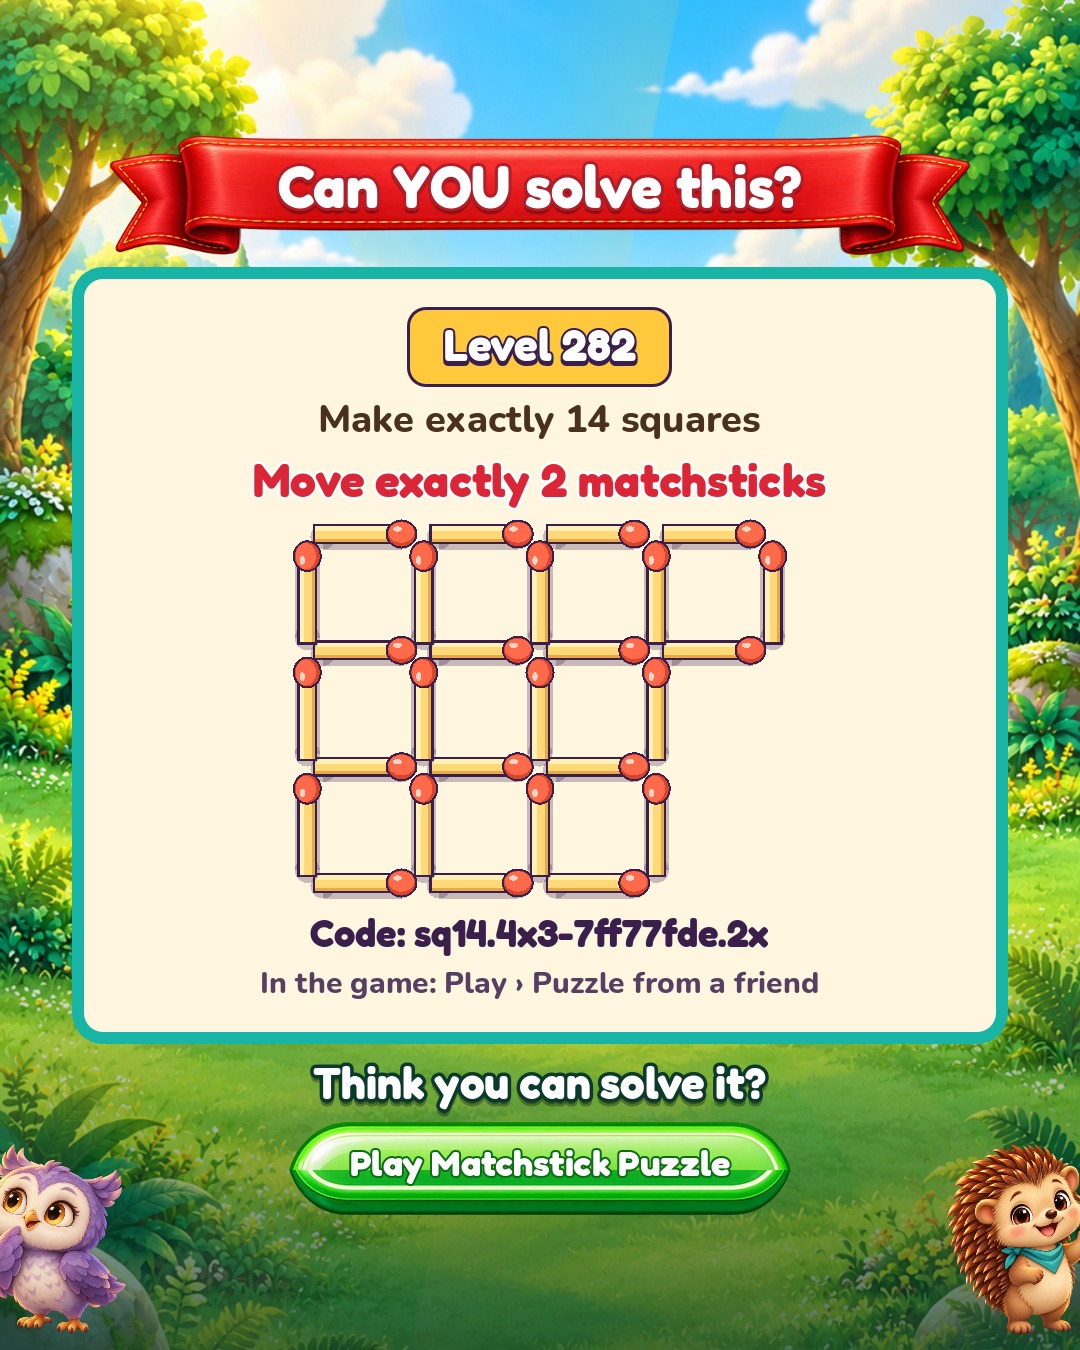 Can YOU solve this?
Level 282
Make exactly 14 squares
Move exactly 2 matchsticks
Code: sq14.4x3-7ff77fde.2x
In the game: Play › Puzzle from a friend
Think you can solve it?
Play Matchstick Puzzle